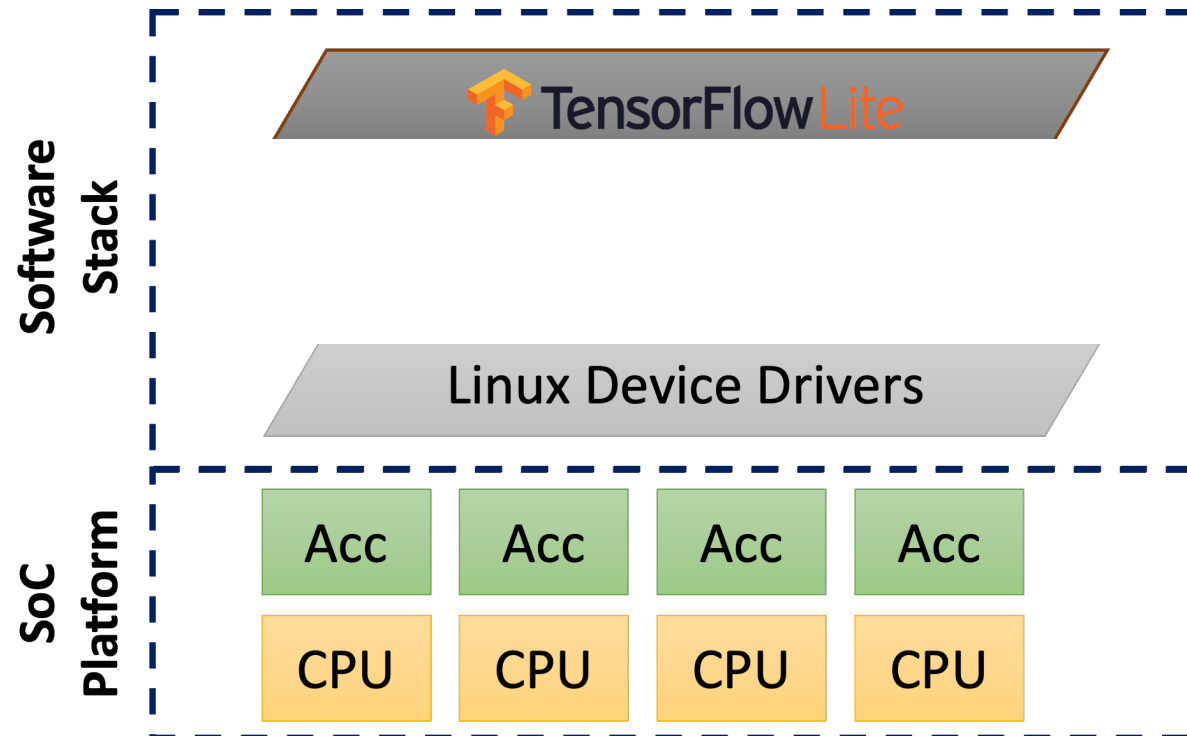 Software
Stack
TensorFlow Lite
Linux Device Drivers
SoC
Platform
Acc Acc Acc Acc
CPU CPU CPU CPU